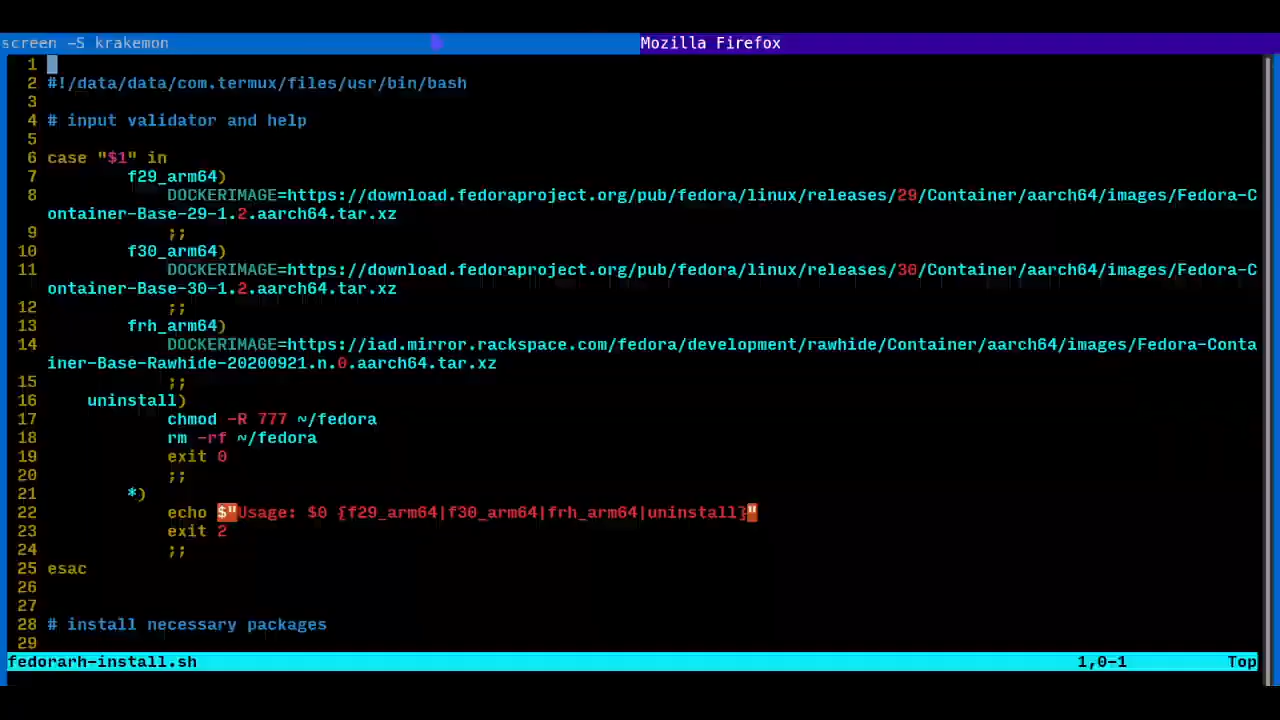 screen -S krakemon
Mozilla Firefox
1
2 #!/data/data/com.termux/files/usr/bin/bash
3
4 # input validator and help
5
6 case "$1" in
7 f29_arm64)
8 DOCKERIMAGE=https://download.fedoraproject.org/pub/fedora/linux/releases/29/Container/aarch64/images/Fedora-C
ontainer-Base-29-1.2.aarch64.tar.xz
9 ;;
10 f30_arm64)
11 DOCKERIMAGE=https://download.fedoraproject.org/pub/fedora/linux/releases/30/Container/aarch64/images/Fedora-C
ontainer-Base-30-1.2.aarch64.tar.xz
12 ;;
13 frh_arm64)
14 DOCKERIMAGE=https://iad.mirror.rackspace.com/fedora/development/rawhide/Container/aarch64/images/Fedora-Conta
iner-Base-Rawhide-20200921.n.0.aarch64.tar.xz
15 ;;
16 uninstall)
17 chmod -R 777 ~/fedora
18 rm -rf ~/fedora
19 exit 0
20 ;;
21 *)
22 echo $"Usage: $0 {f29_arm64|f30_arm64|frh_arm64|uninstall}"
23 exit 2
24 ;;
25 esac
26
27
28 # install necessary packages
29
fedorarh-install.sh 1,0-1 Top